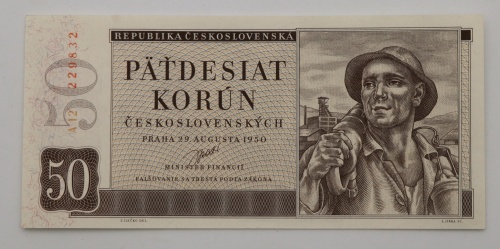 REPUBLIKA ČESKOSLOVENSKÁ
50
A12 229832
PÄŤDESIAT
KORÚN
ČESKOSLOVENSKÝCH
PRAHA 29. AUGUSTA 1950
MINISTER FINANCIÍ
FALŠOVANIE SA TRESTÁ PODĽA ZÁKONA
50